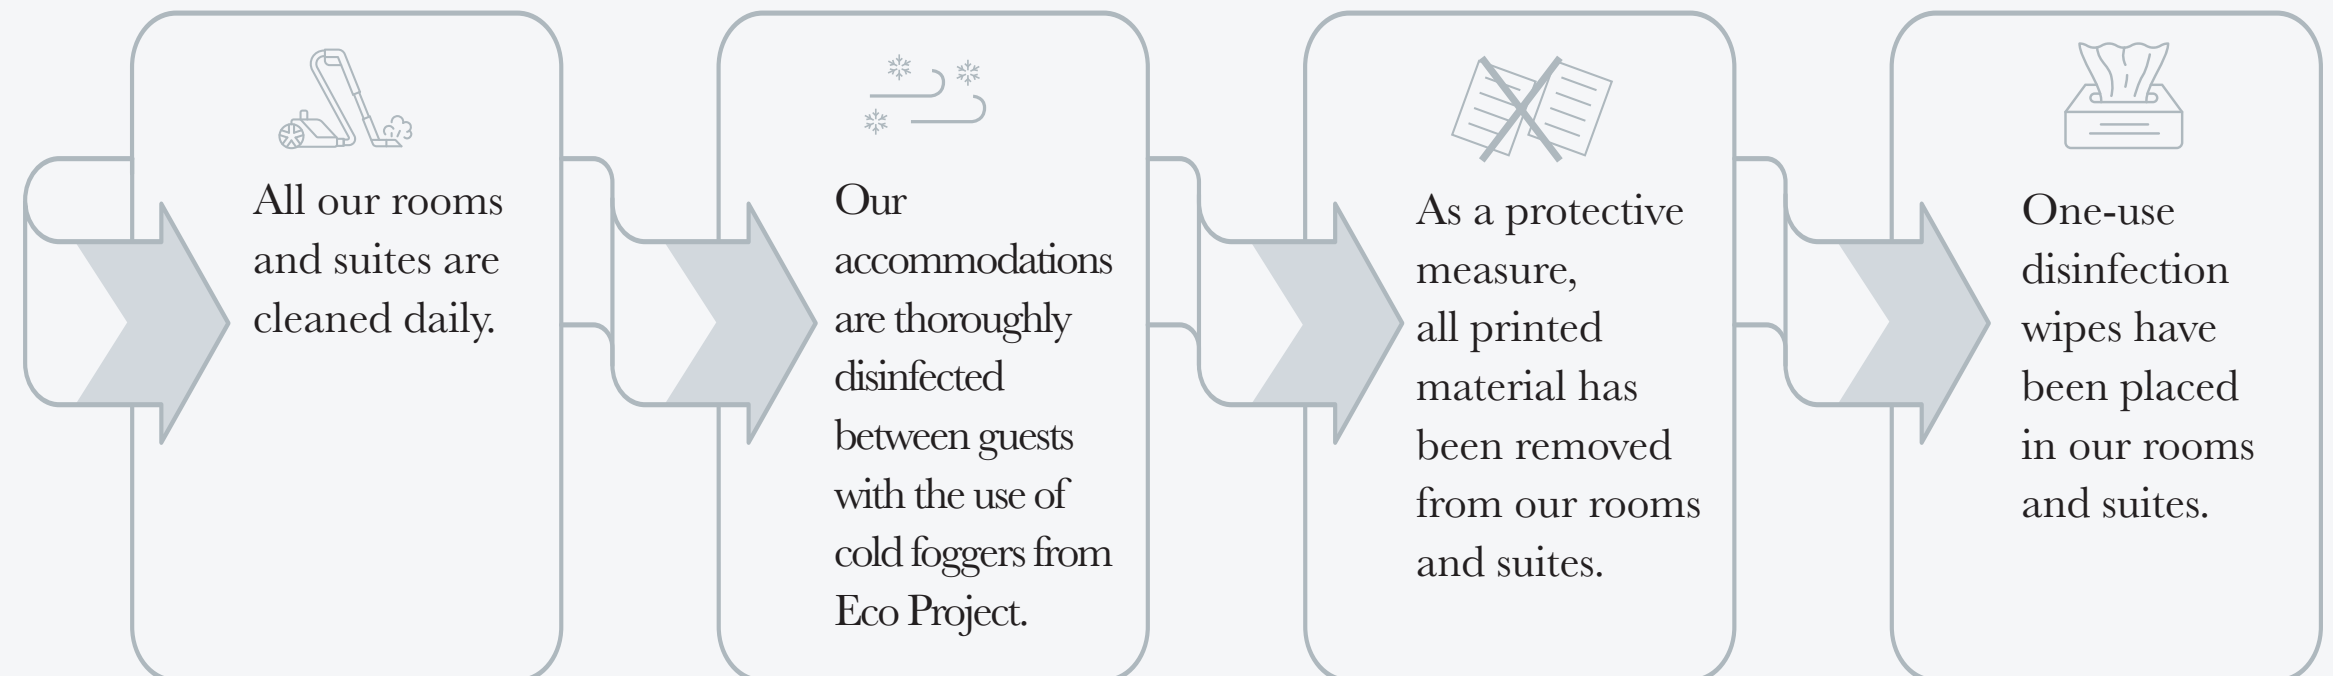 All our rooms
and suites are
cleaned daily.
Our
accommodations
are thoroughly
disinfected
between guests
with the use of
cold foggers from
Eco Project.
As a protective
measure,
all printed
material has
been removed
from our rooms
and suites.
One-use
disinfection
wipes have
been placed
in our rooms
and suites.